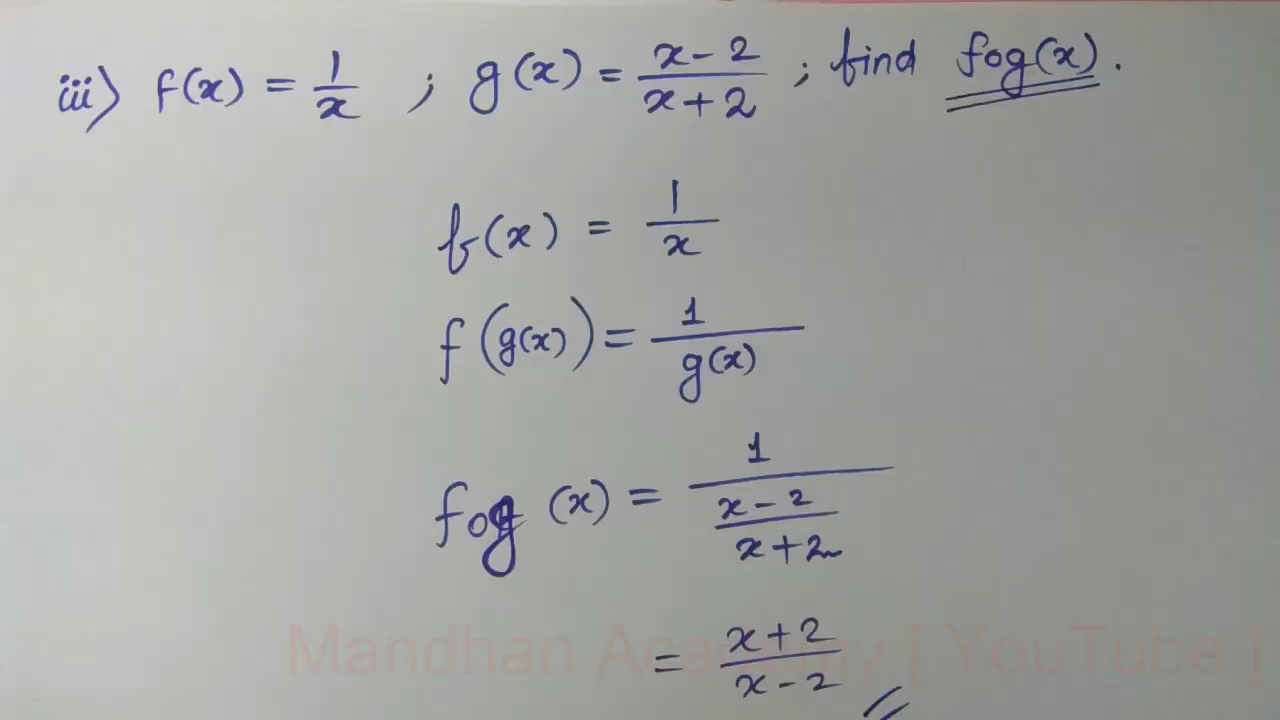 iii) f(x) = 1/x ; g(x) = x-2/x+2 ; find fog(x).
f(x) = 1/x
f(g(x)) = 1/g(x)
fog (x) = 1/(x-2/x+2)
= x+2/x-2
Mandhan Academy [ YouTube ]